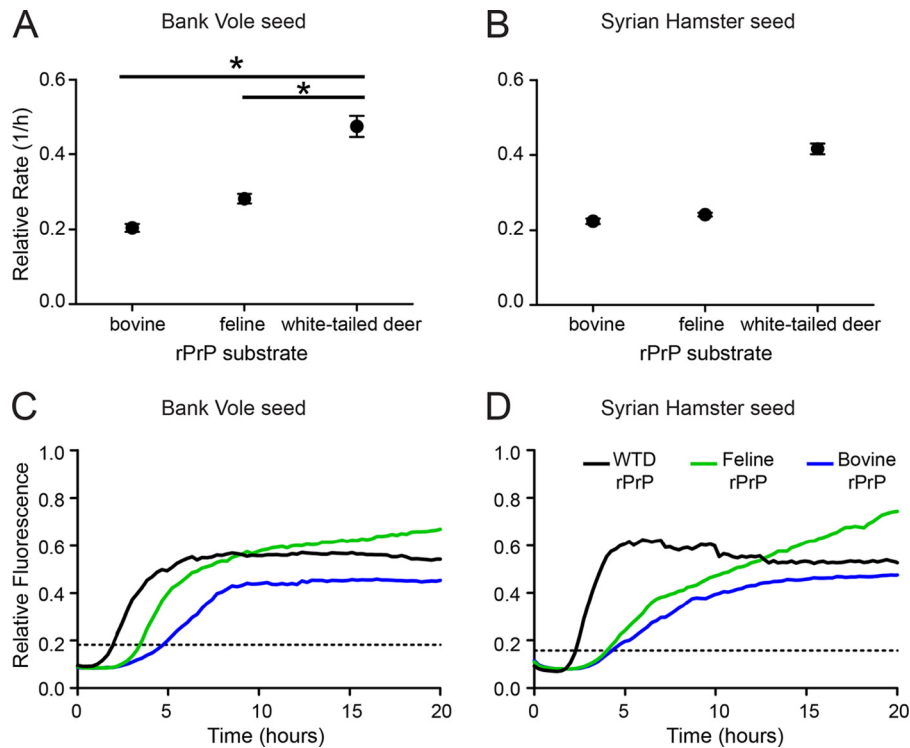 A
Bank Vole seed
*
*
0.6
0.4
0.2
0.0
Relative Rate (1/h)
bovine
feline
white-tailed deer
rPrP substrate
B
Syrian Hamster seed
0.6
0.4
0.2
0.0
bovine
feline
white-tailed deer
rPrP substrate
C
Bank Vole seed
1.0
0.8
0.6
0.4
0.2
0.0
Relative Fluorescence
0
5
10
15
20
Time (hours)
D
Syrian Hamster seed
WTD
rPrP
Feline
rPrP
Bovine
rPrP
1.0
0.8
0.6
0.4
0.2
0.0
0
5
10
15
20
Time (hours)